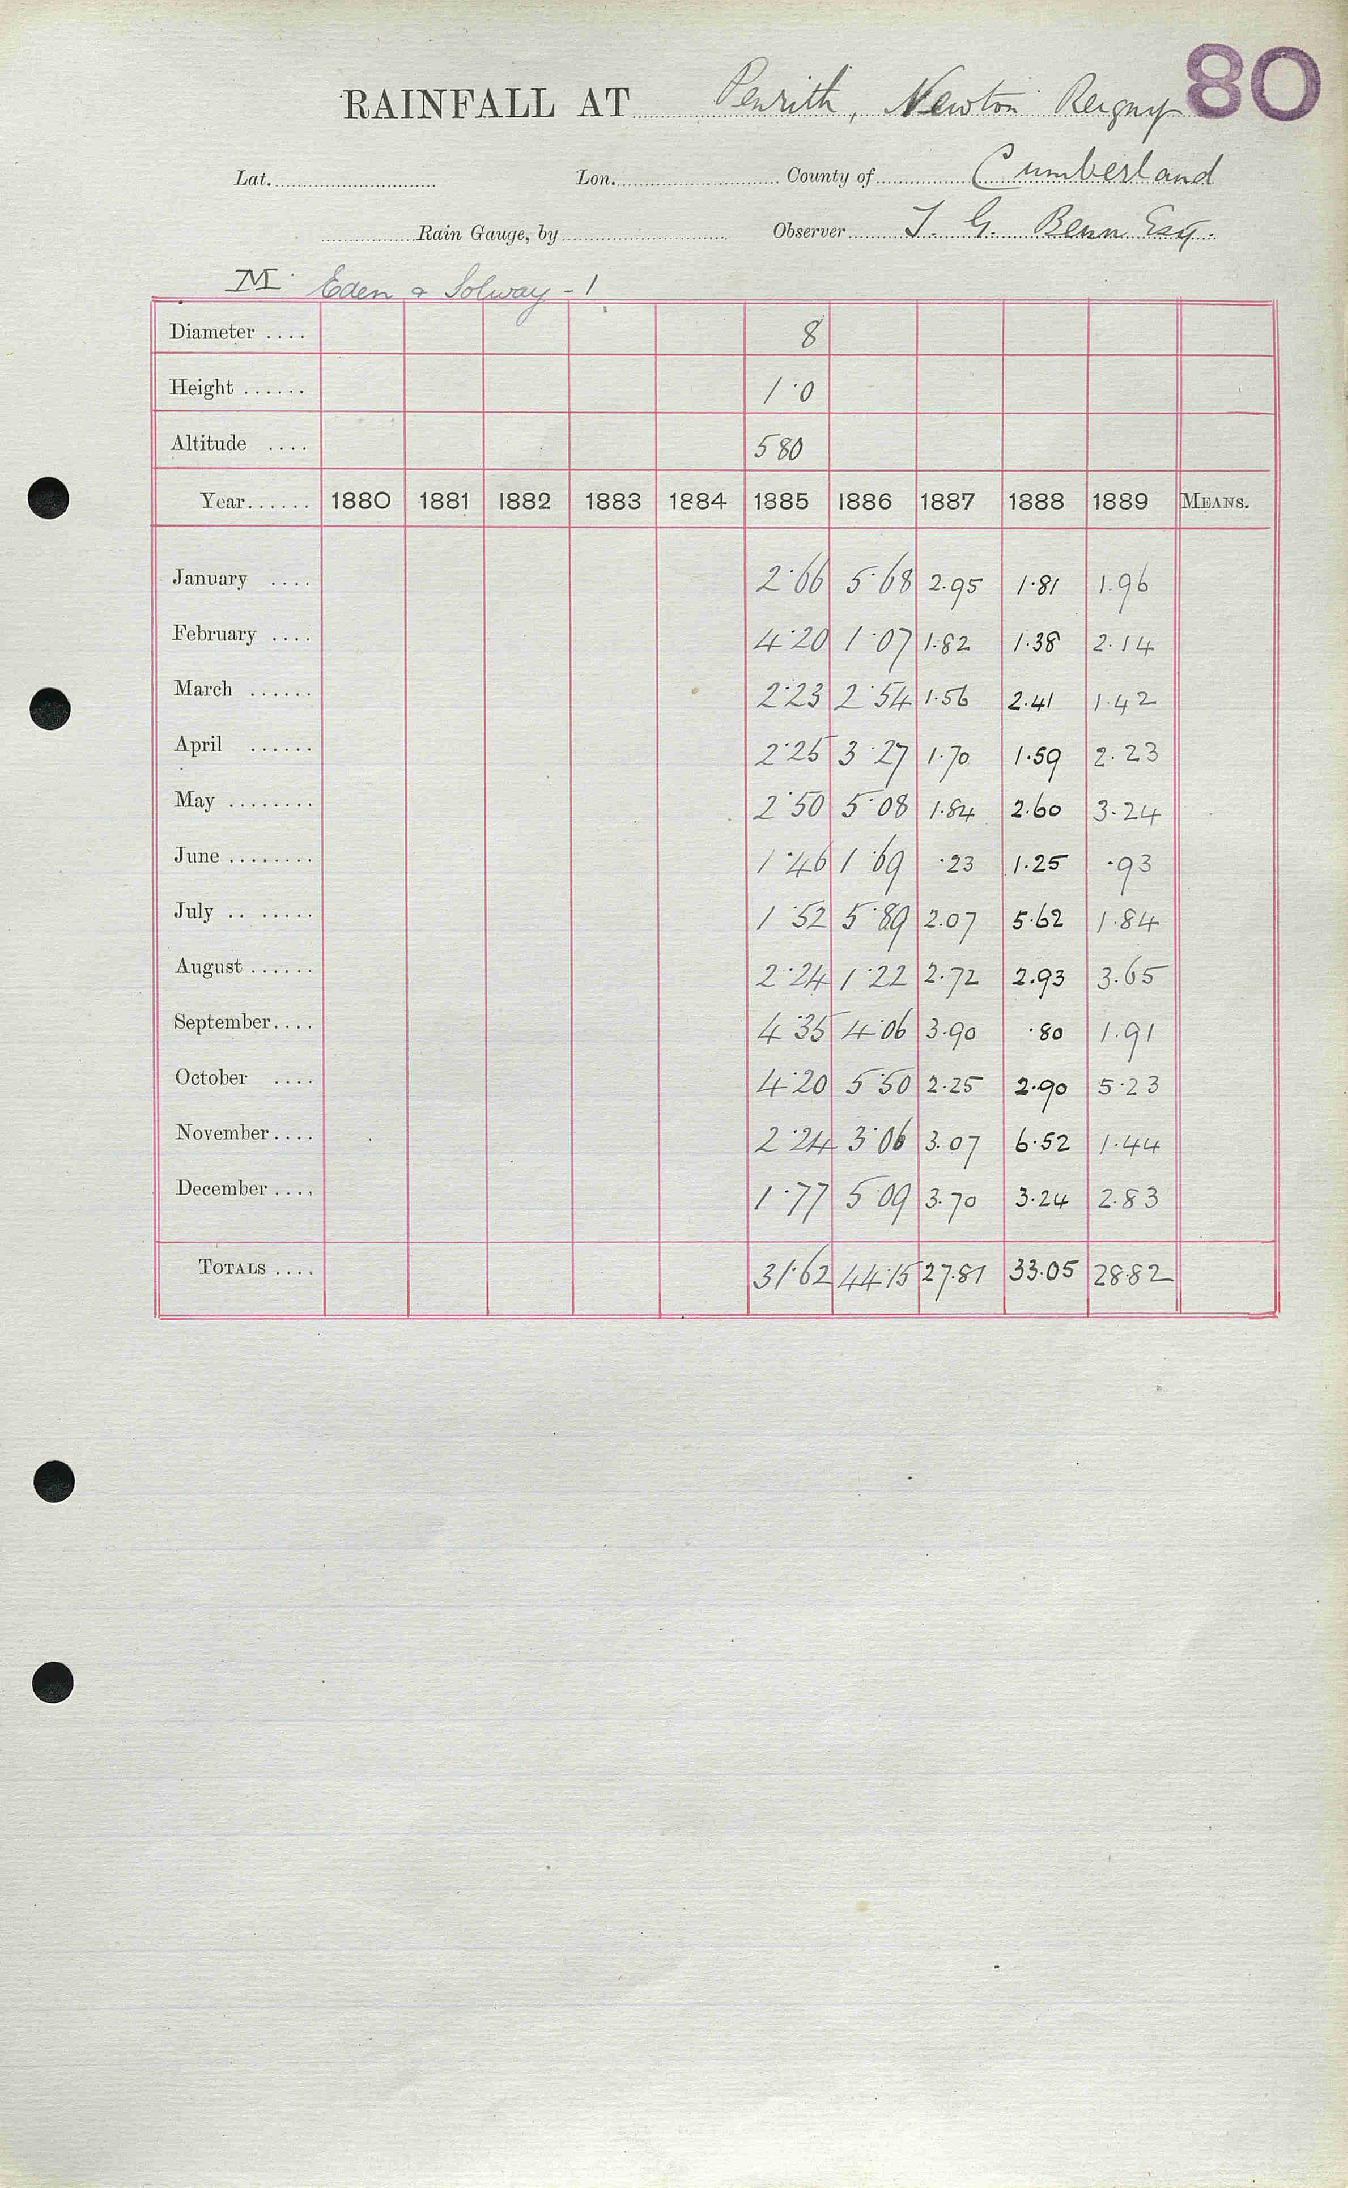 80
RAINFALL AT Penrith, Newton Reigny
Lat. Lon. County of Cumberland
Rain Gauge, by Observer T. G. Benn Esq.
M Eden & Solway - 1
Diameter .... 8
Height ...... 1·0
Altitude .... 580
Year...... 1880 1881 1882 1883 1884 1885 1886 1887 1888 1889 MEANS.
January .... 2·66 5·68 2.95 1·81 1.96
February .... 4·20 1·07 1.82 1·38 2.14
March ...... 2·23 2·54 1.56 2.41 1.42
April ...... 2·25 3·27 1.70 1.59 2.23
May ........ 2·50 5·08 1.84 2.60 3.24
June ........ 1·46 1·69 ·23 1.25 ·93
July .. ..... 1·52 5·89 2.07 5.62 1.84
August ...... 2·24 1·22 2.72 2.93 3.65
September.... 4·35 4·06 3.90 ·80 1.91
October .... 4·20 5·50 2.25 2.90 5.23
November.... 2·24 3·06 3.07 6.52 1.44
December .... 1·77 5·09 3.70 3.24 2.83
TOTALS .... 31·62 44·15 27.81 33.05 28.82